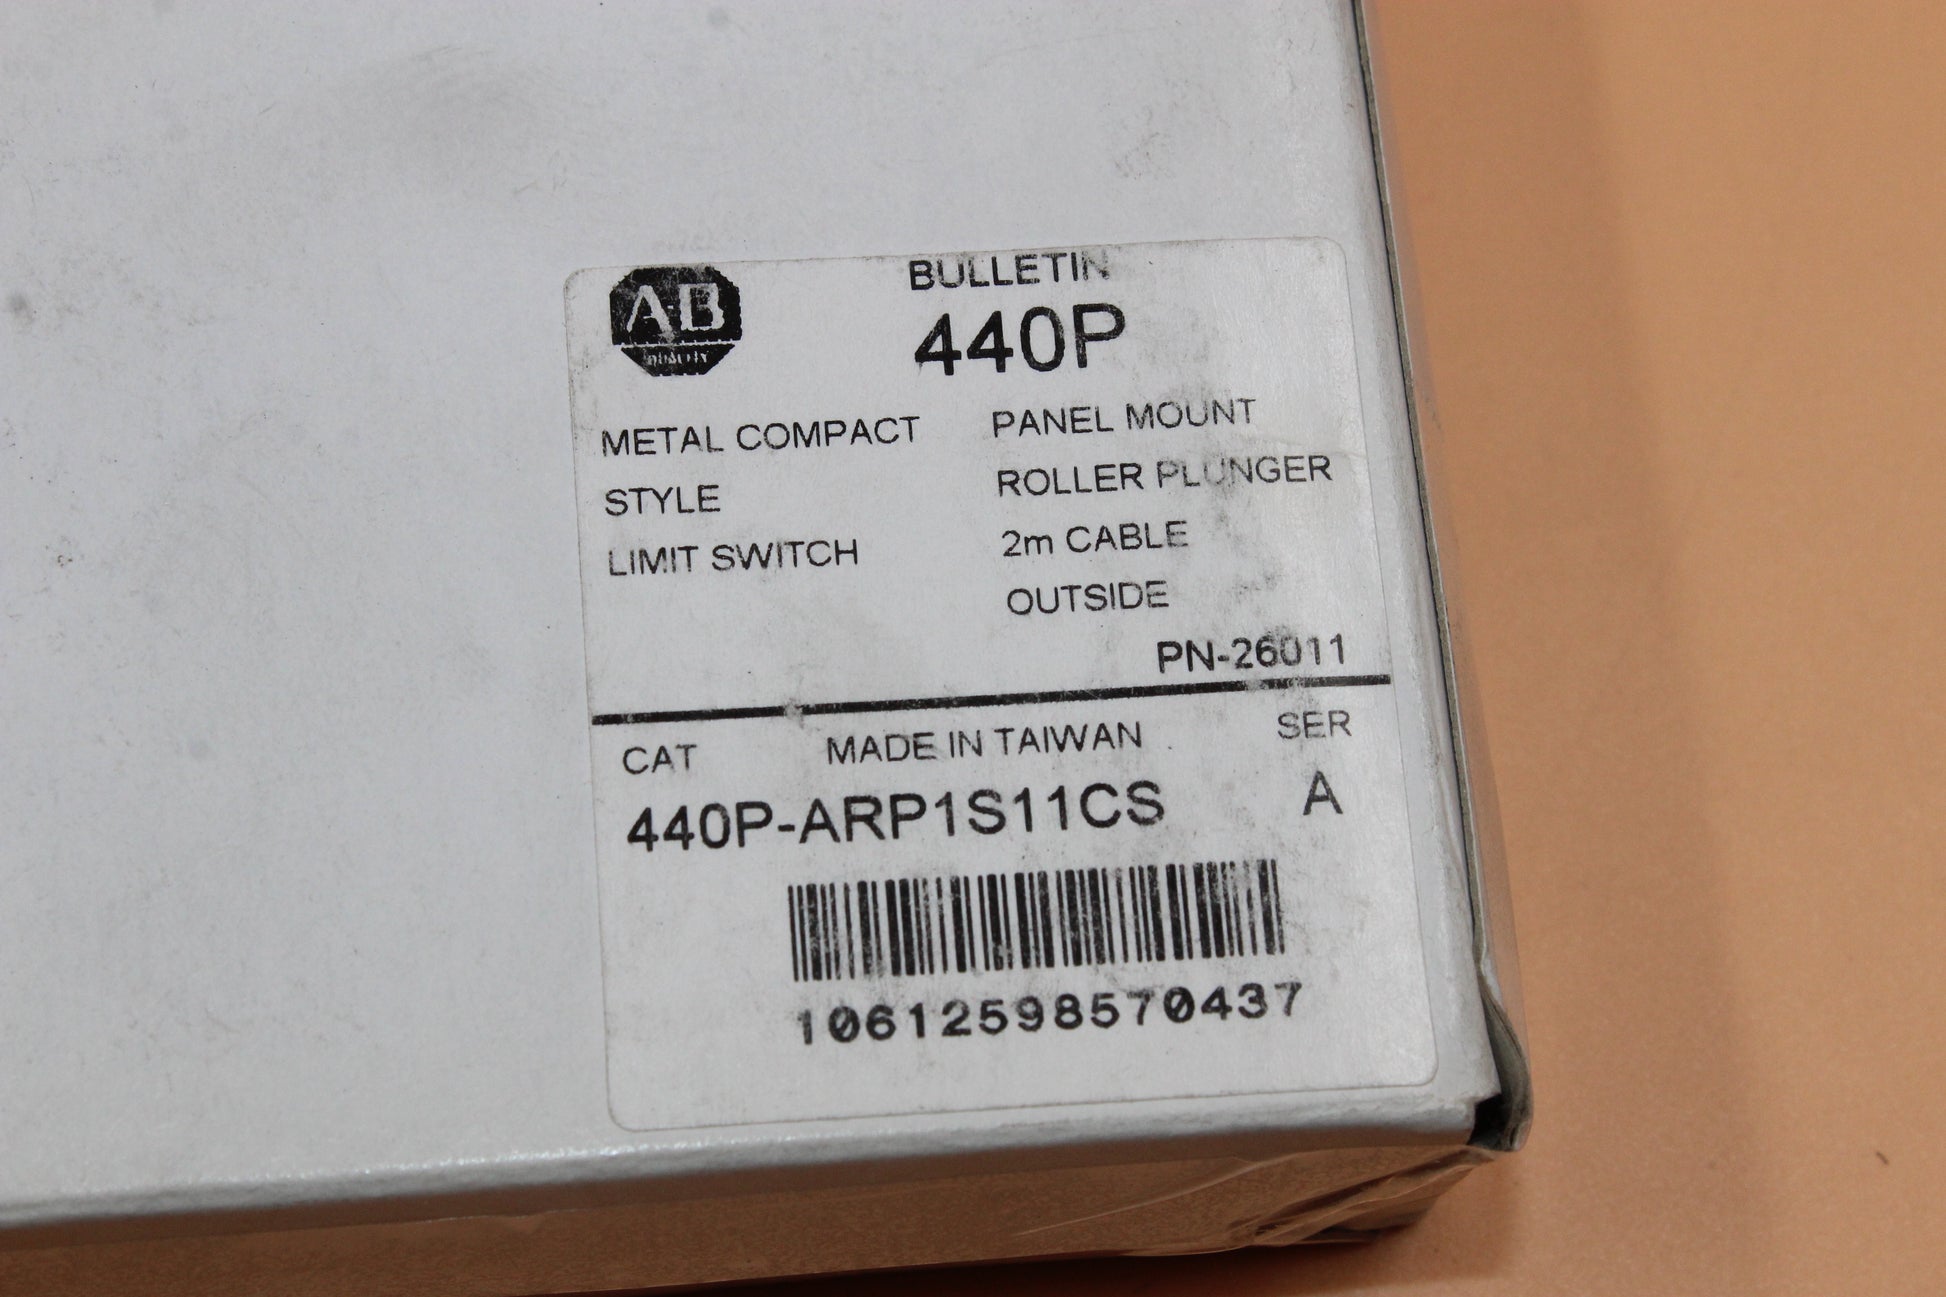 A-B
QUALITY
BULLETIN
440P
METAL COMPACT
STYLE
LIMIT SWITCH
PANEL MOUNT
ROLLER PLUNGER
2m CABLE
OUTSIDE
PN-26011
CAT MADE IN TAIWAN SER
440P-ARP1S11CS A
10612598570437